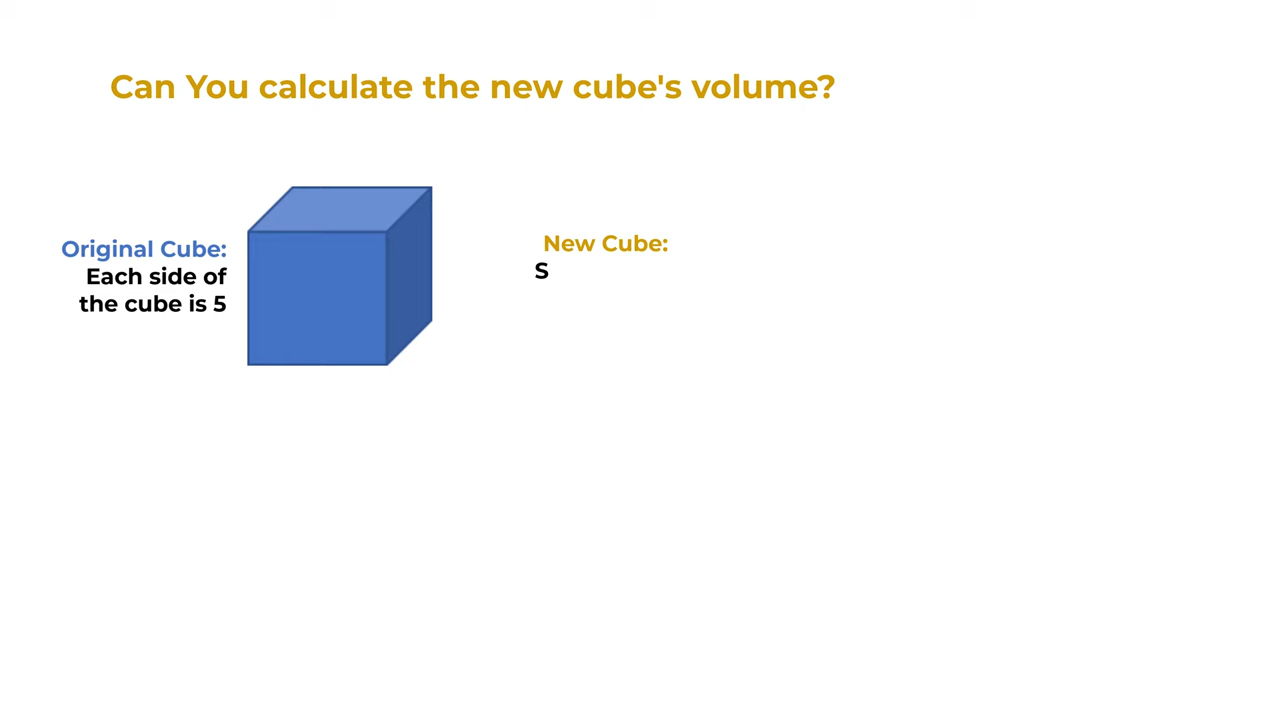 Can You calculate the new cube's volume?
Original Cube:
Each side of
the cube is 5
New Cube:
S